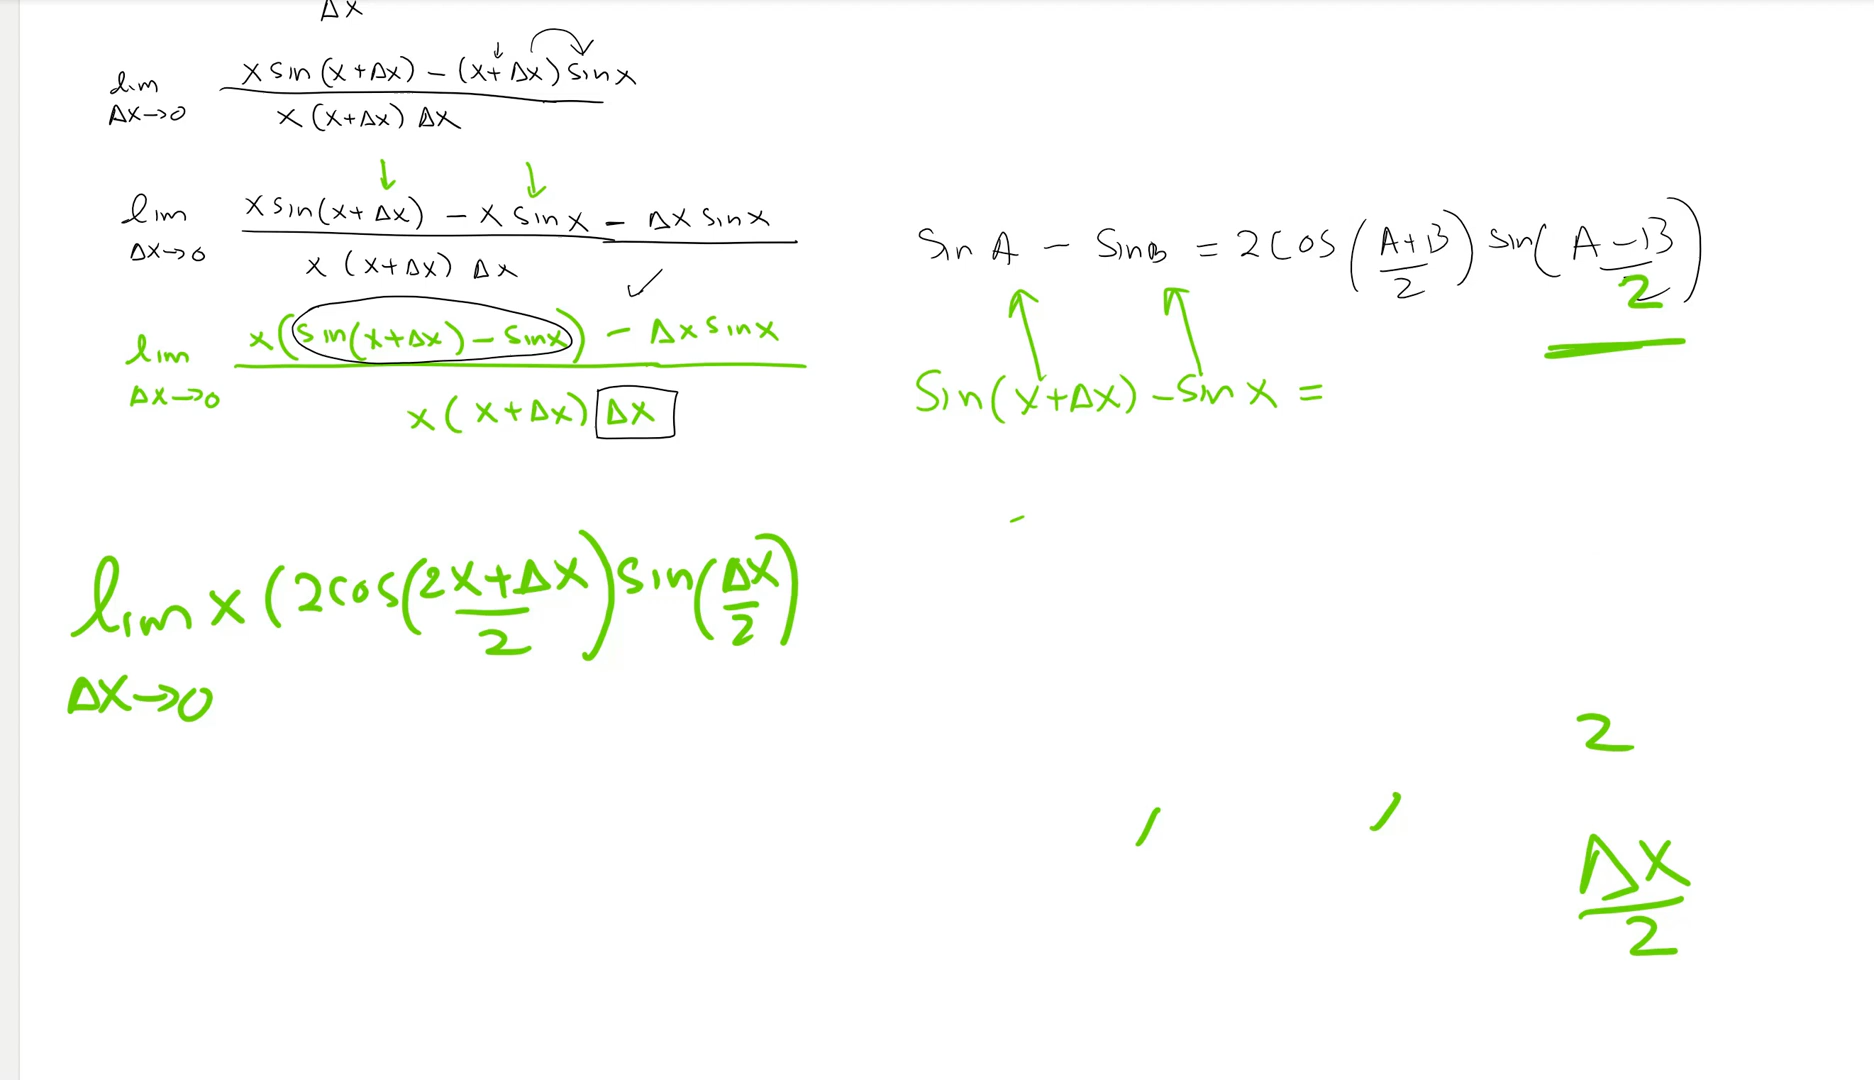 Δx
lim Δx→0 x sin (x + Δx) − (x + Δx) sin x / x (x + Δx) Δx
lim Δx→0 x sin(x + Δx) − x sin x − Δx sin x / x (x + Δx) Δx
✓
lim Δx→0 x (sin(x+Δx) − sin x) − Δx sin x / x (x + Δx) Δx
lim Δx→0 x (2cos(2x+Δx / 2) sin(Δx / 2)
Sin A − Sin B = 2 cos (A+B / 2) sin (A−B / 2)
Sin(x+Δx) − sin x =
2
Δx / 2